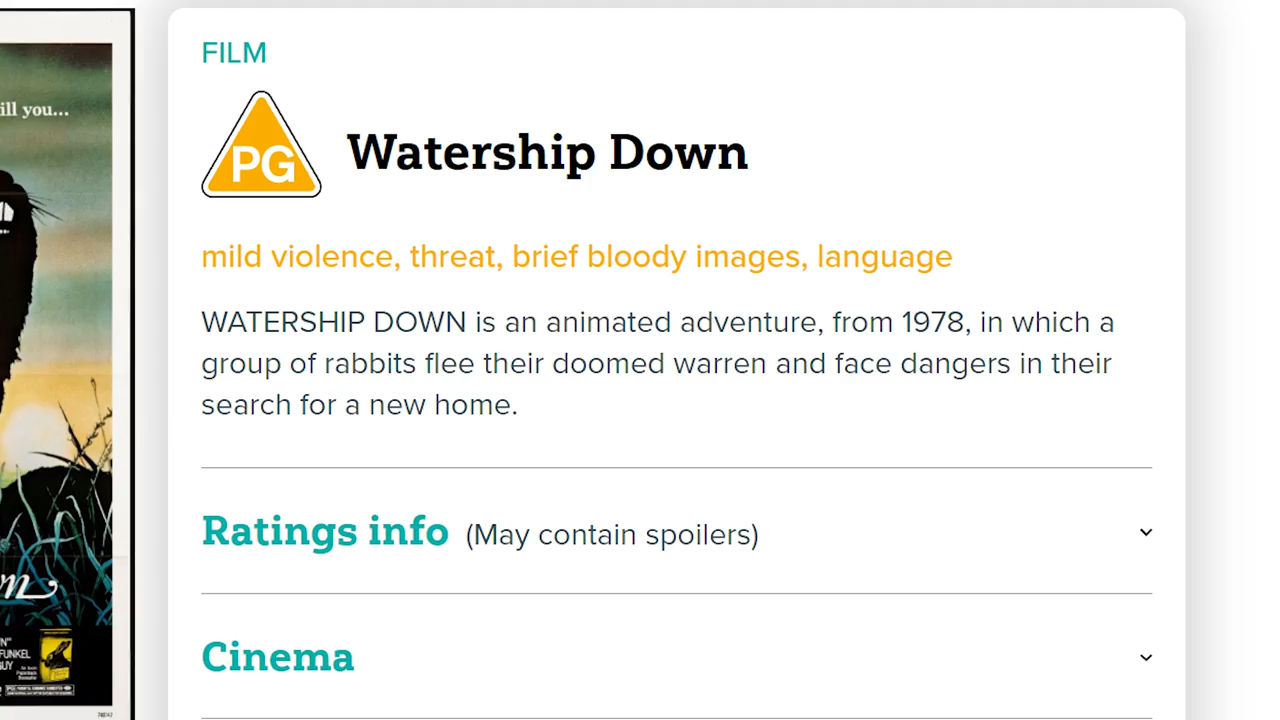 FILM
PG
Watership Down
mild violence, threat, brief bloody images, language
WATERSHIP DOWN is an animated adventure, from 1978, in which a
group of rabbits flee their doomed warren and face dangers in their
search for a new home.
Ratings info (May contain spoilers)
Cinema
ill you...
wn
N"
FUNKEL
GUY